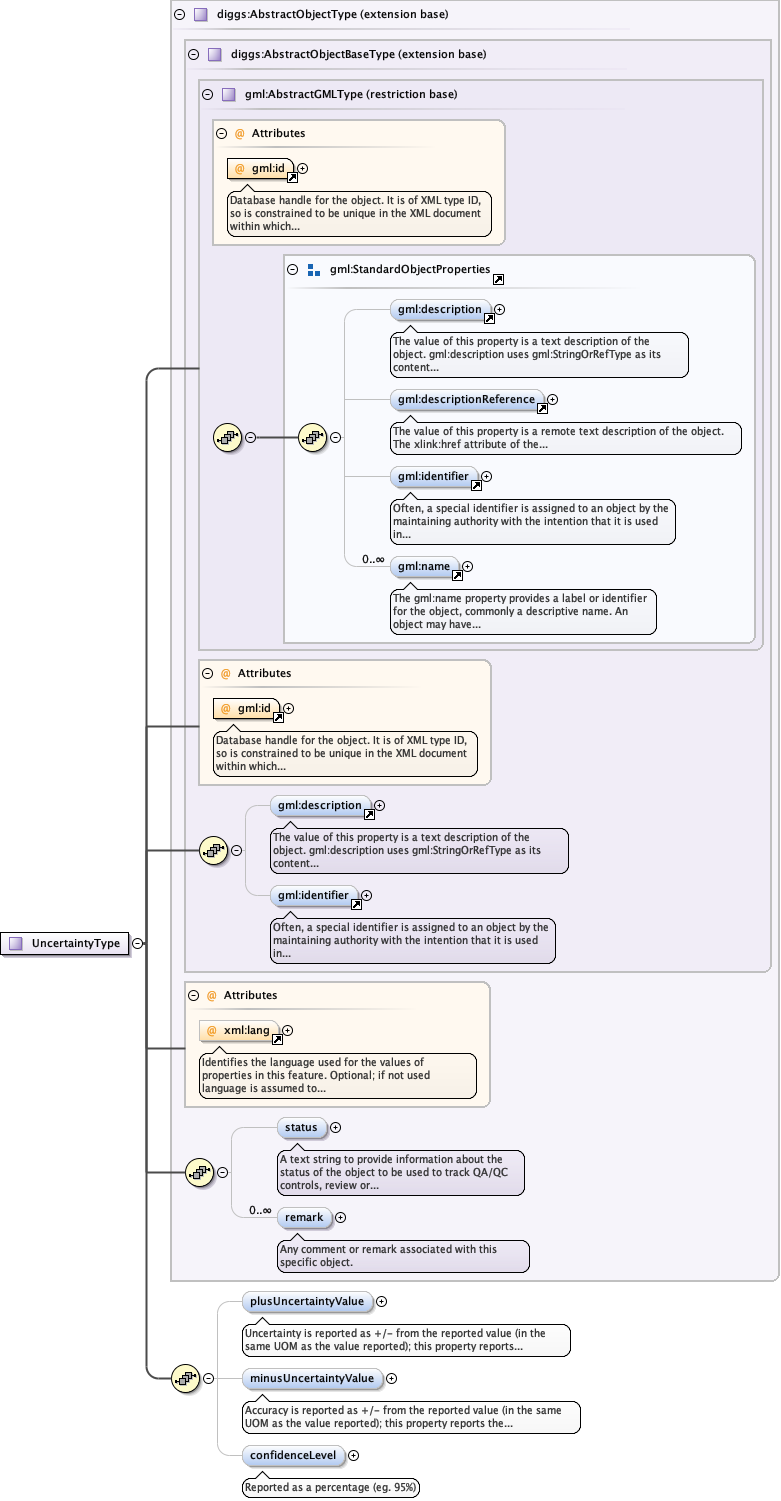 diggs:AbstractObjectType (extension base)
diggs:AbstractObjectBaseType (extension base)
gml:AbstractGMLType (restriction base)
@ Attributes
@ gml:id
Database handle for the object. It is of XML type ID,
so is constrained to be unique in the XML document
within which...
gml:StandardObjectProperties
gml:description
The value of this property is a text description of the
object. gml:description uses gml:StringOrRefType as its
content...
gml:descriptionReference
The value of this property is a remote text description of the object.
The xlink:href attribute of the...
gml:identifier
Often, a special identifier is assigned to an object by the
maintaining authority with the intention that it is used
in...
0..∞
gml:name
The gml:name property provides a label or identifier
for the object, commonly a descriptive name. An
object may have...
@ Attributes
@ gml:id
Database handle for the object. It is of XML type ID,
so is constrained to be unique in the XML document
within which...
gml:description
The value of this property is a text description of the
object. gml:description uses gml:StringOrRefType as its
content...
gml:identifier
Often, a special identifier is assigned to an object by the
maintaining authority with the intention that it is used
in...
UncertaintyType
@ Attributes
@ xml:lang
Identifies the language used for the values of
properties in this feature. Optional; if not used
language is assumed to...
status
A text string to provide information about the
status of the object to be used to track QA/QC
controls, review or...
0..∞
remark
Any comment or remark associated with this
specific object.
plusUncertaintyValue
Uncertainty is reported as +/- from the reported value (in the
same UOM as the value reported); this property reports...
minusUncertaintyValue
Accuracy is reported as +/- from the reported value (in the same
UOM as the value reported); this property reports the...
confidenceLevel
Reported as a percentage (eg. 95%)